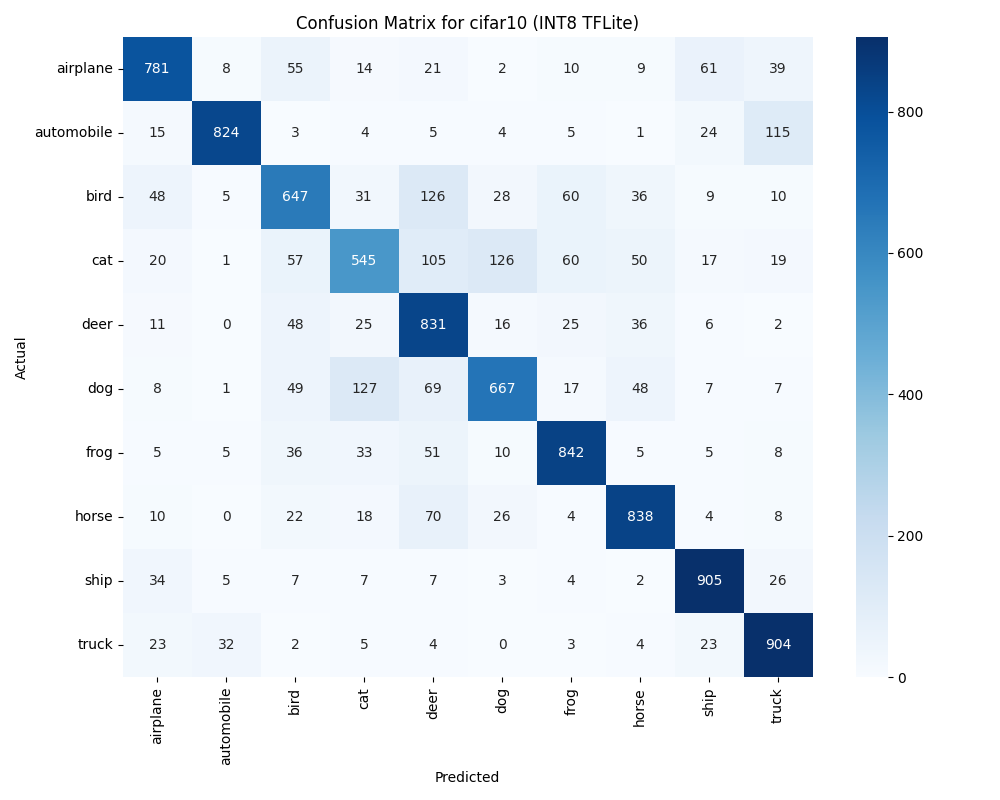 Confusion Matrix for cifar10 (INT8 TFLite)
airplane 781 8 55 14 21 2 10 9 61 39
automobile 15 824 3 4 5 4 5 1 24 115
bird 48 5 647 31 126 28 60 36 9 10
cat 20 1 57 545 105 126 60 50 17 19
deer 11 0 48 25 831 16 25 36 6 2
dog 8 1 49 127 69 667 17 48 7 7
frog 5 5 36 33 51 10 842 5 5 8
horse 10 0 22 18 70 26 4 838 4 8
ship 34 5 7 7 7 3 4 2 905 26
truck 23 32 2 5 4 0 3 4 23 904
airplane automobile bird cat deer dog frog horse ship truck
Predicted
Actual
800
600
400
200
0